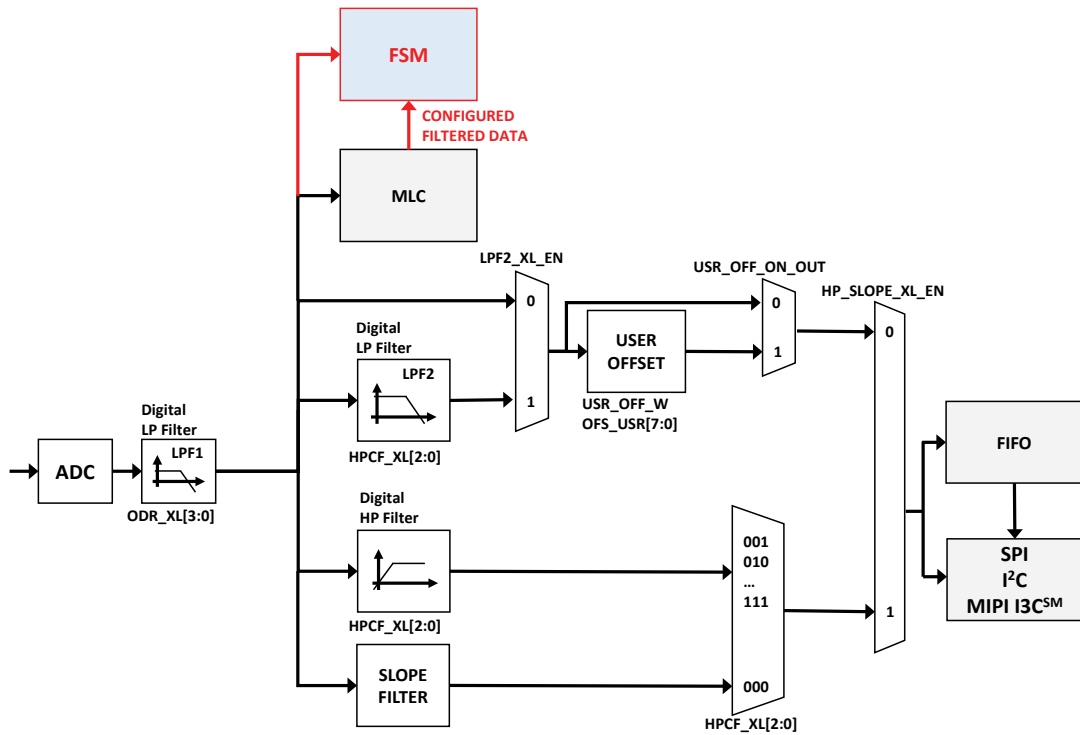 FSM
CONFIGURED
FILTERED DATA
MLC
LPF2_XL_EN
0
1
USR_OFF_ON_OUT
0
1
HP_SLOPE_XL_EN
0
1
Digital
LP Filter
LPF2
HPCF_XL[2:0]
USER
OFFSET
USR_OFF_W
OFS_USR[7:0]
Digital
LP Filter
ADC
LPF1
ODR_XL[3:0]
FIFO
Digital
HP Filter
HPCF_XL[2:0]
001
010
...
111
000
HPCF_XL[2:0]
SPI
I²C
MIPI I3Cˢᴹ
SLOPE
FILTER